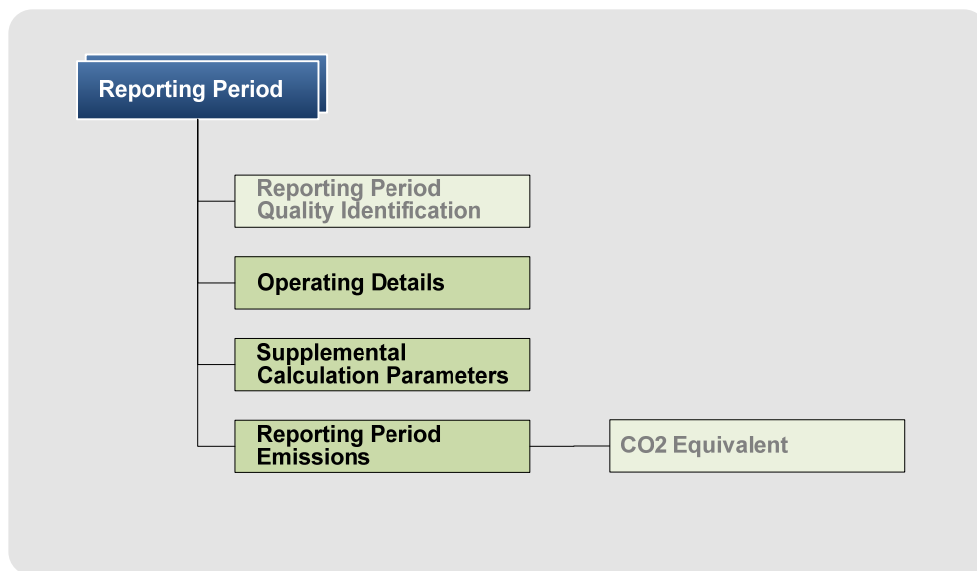 Reporting Period
Reporting Period
Quality Identification
Operating Details
Supplemental
Calculation Parameters
Reporting Period
Emissions
CO2 Equivalent